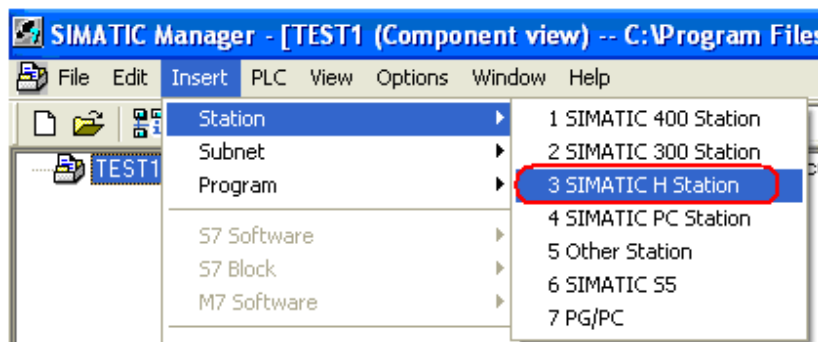 SIMATIC Manager - [TEST1 (Component view) -- C:\Program Files
File Edit Insert PLC View Options Window Help
TEST1
Station
Subnet
Program
S7 Software
S7 Block
M7 Software
1 SIMATIC 400 Station
2 SIMATIC 300 Station
3 SIMATIC H Station
4 SIMATIC PC Station
5 Other Station
6 SIMATIC S5
7 PG/PC